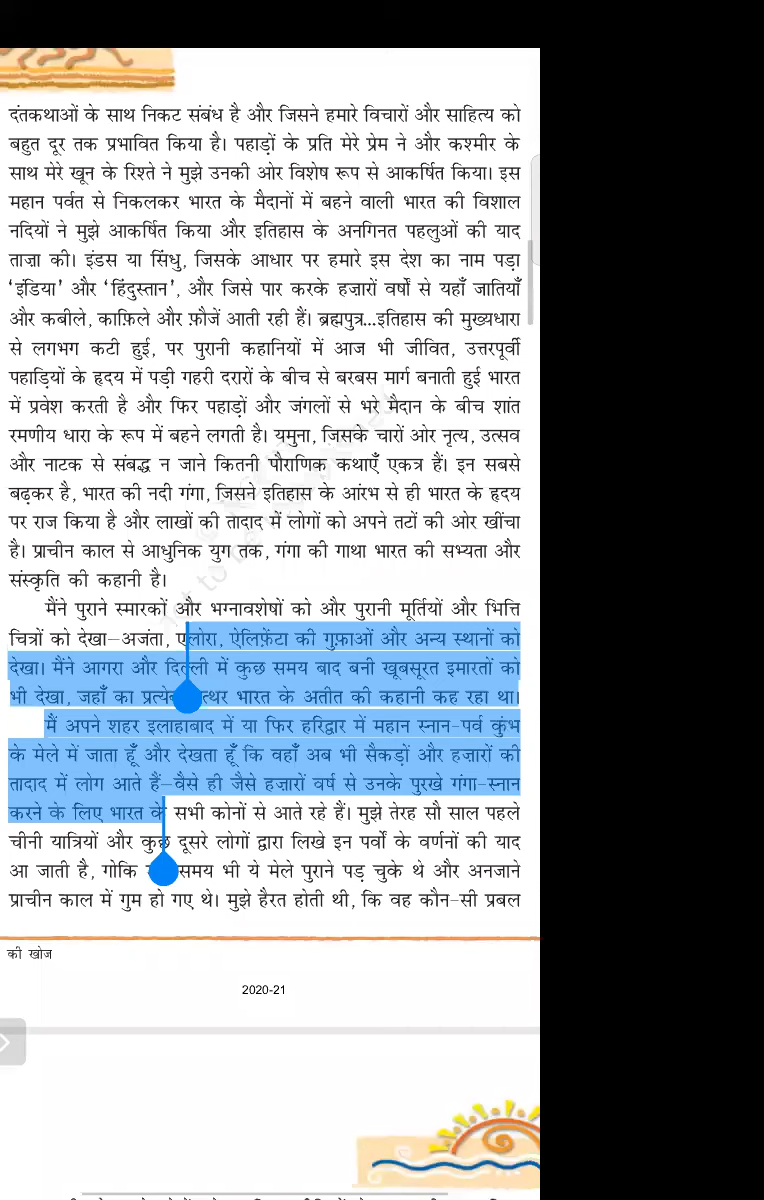 दंतकथाओं के साथ निकट संबंध है और जिसने हमारे विचारों और साहित्य को
बहुत दूर तक प्रभावित किया है। पहाड़ों के प्रति मेरे प्रेम ने और कश्मीर के
साथ मेरे खून के रिश्ते ने मुझे उनकी ओर विशेष रूप से आकर्षित किया। इस
महान पर्वत से निकलकर भारत के मैदानों में बहने वाली भारत की विशाल
नदियों ने मुझे आकर्षित किया और इतिहास के अनगिनत पहलुओं की याद
ताज़ा की। इंडस या सिंधु, जिसके आधार पर हमारे इस देश का नाम पड़ा
‘इंडिया’ और ‘हिंदुस्तान’, और जिसे पार करके हज़ारों वर्षों से यहाँ जातियाँ
और कबीले, काफ़िले और फ़ौजें आती रही हैं। ब्रह्मपुत्र...इतिहास की मुख्यधारा
से लगभग कटी हुई, पर पुरानी कहानियों में आज भी जीवित, उत्तरपूर्वी
पहाड़ियों के हृदय में पड़ी गहरी दरारों के बीच से बरबस मार्ग बनाती हुई भारत
में प्रवेश करती है और फिर पहाड़ों और जंगलों से भरे मैदान के बीच शांत
रमणीय धारा के रूप में बहने लगती है। यमुना, जिसके चारों ओर नृत्य, उत्सव
और नाटक से संबद्ध न जाने कितनी पौराणिक कथाएँ एकत्र हैं। इन सबसे
बढ़कर है, भारत की नदी गंगा, जिसने इतिहास के आरंभ से ही भारत के हृदय
पर राज किया है और लाखों की तादाद में लोगों को अपने तटों की ओर खींचा
है। प्राचीन काल से आधुनिक युग तक, गंगा की गाथा भारत की सभ्यता और
संस्कृति की कहानी है।
मैंने पुराने स्मारकों और भग्नावशेषों को और पुरानी मूर्तियों और भित्ति
चित्रों को देखा–अजंता, एलोरा, ऐलिफ़ेंटा की गुफ़ाओं और अन्य स्थानों को
देखा। मैंने आगरा और दिल्ली में कुछ समय बाद बनी खूबसूरत इमारतों को
भी देखा, जहाँ का त्थर भारत के अतीत की कहानी कह रहा था।
मैं अपने शहर इलाहाबाद में या फिर हरिद्वार में महान स्नान-पर्व कुंभ
के मेले में जाता हूँ और देखता हूँ कि वहाँ अब भी सैकड़ों और हज़ारों की
तादाद में लोग आते हैं–वैसे ही जैसे हज़ारों वर्ष से उनके पुरखे गंगा-स्नान
करने के लिए भारत के सभी कोनों से आते रहे हैं। मुझे तेरह सौ साल पहले
चीनी यात्रियों और कुछ दूसरे लोगों द्वारा लिखे इन पर्वों के वर्णनों की याद
आ जाती है, गोकि समय भी ये मेले पुराने पड़ चुके थे और अनजाने
प्राचीन काल में गुम हो गए थे। मुझे हैरत होती थी, कि वह कौन-सी प्रबल
की खोज
2020-21